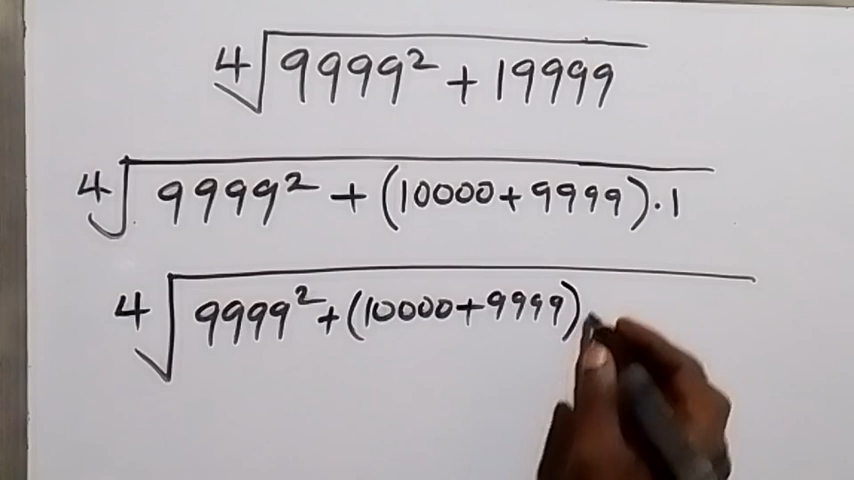 ⁴√9999² + 19999
⁴√9999² + (10000 + 9999) · 1
⁴√9999² + (10000 + 9999)